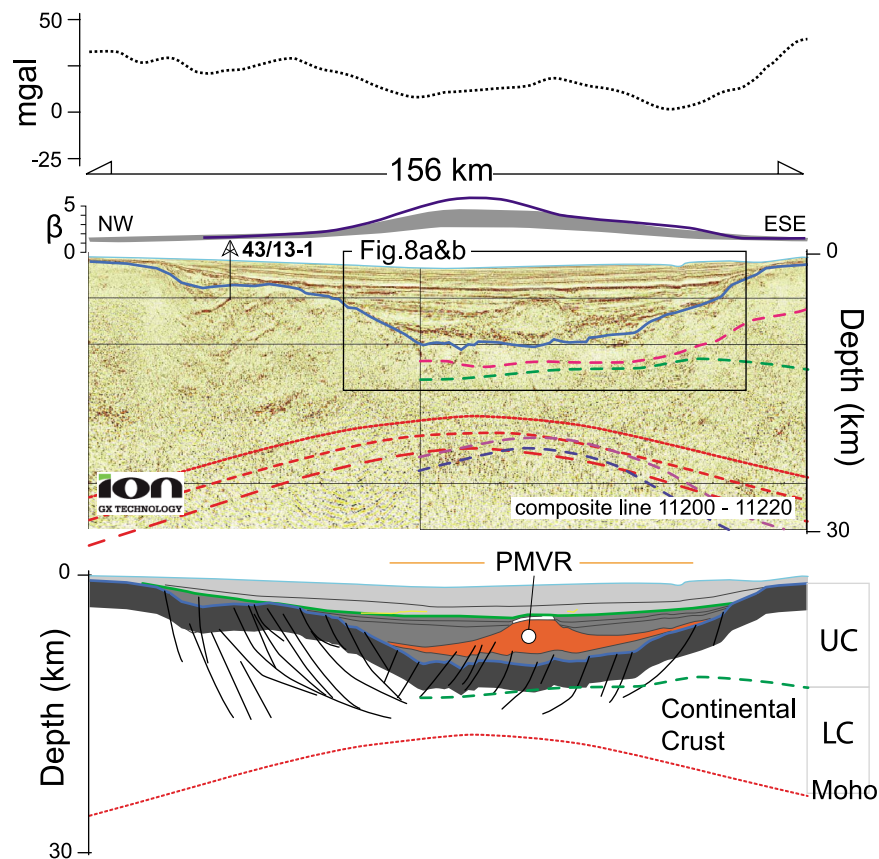 50
mgal
0
-25
156 km
5
β
0
NW
ESE
43/13-1
Fig.8a&b
0
Depth (km)
ion
GX TECHNOLOGY
composite line 11200 - 11220
30
0
PMVR
Depth (km)
UC
Continental
Crust
LC
Moho
30